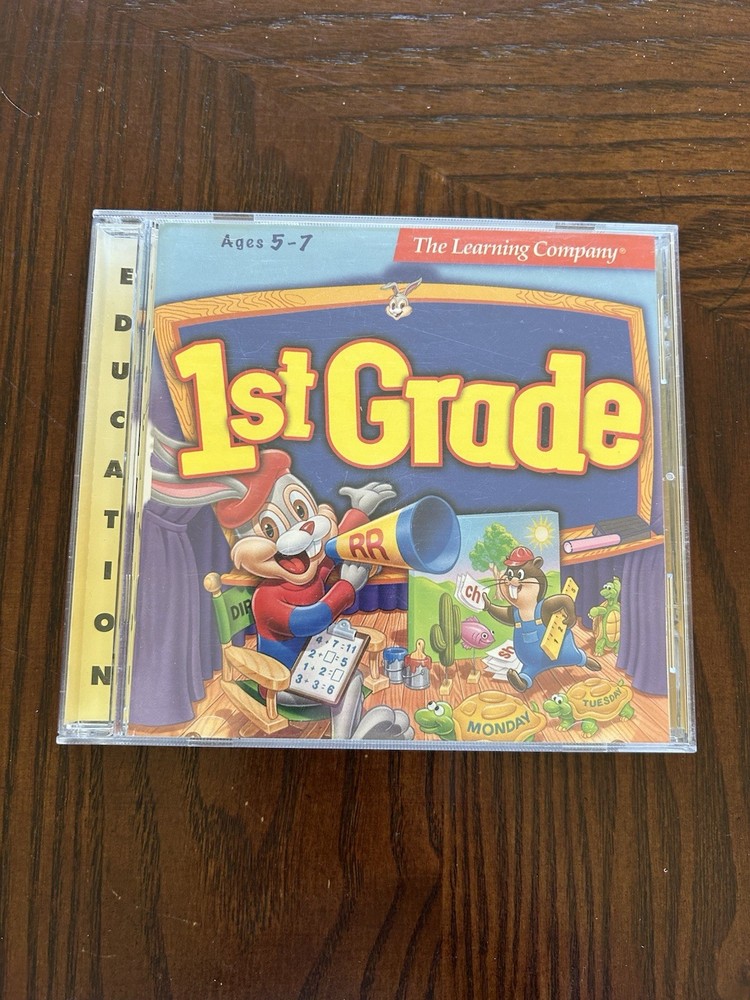 EDUCATION
Ages 5-7
The Learning Company®
1st Grade
RR
ch
DIR
4+7=11
2+□=5
1+2=□
3+3=6
MONDAY
TUESDAY